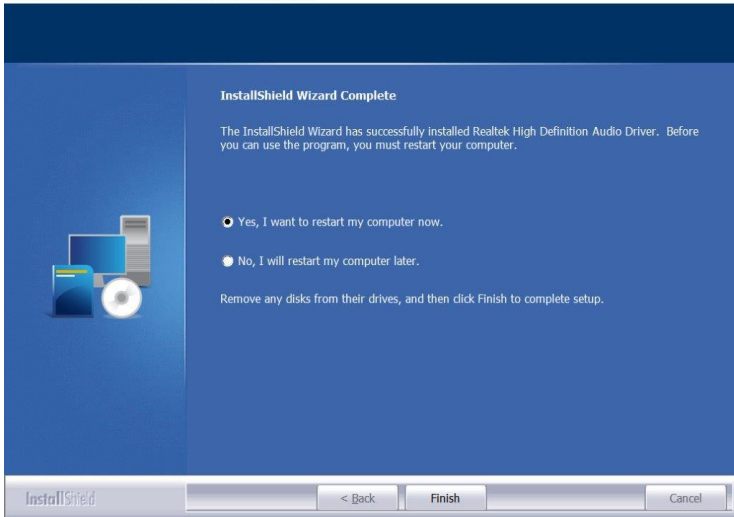 InstallShield Wizard Complete
The InstallShield Wizard has successfully installed Realtek High Definition Audio Driver. Before
you can use the program, you must restart your computer.
Yes, I want to restart my computer now.
No, I will restart my computer later.
Remove any disks from their drives, and then click Finish to complete setup.
InstallShield
< Back
Finish
Cancel